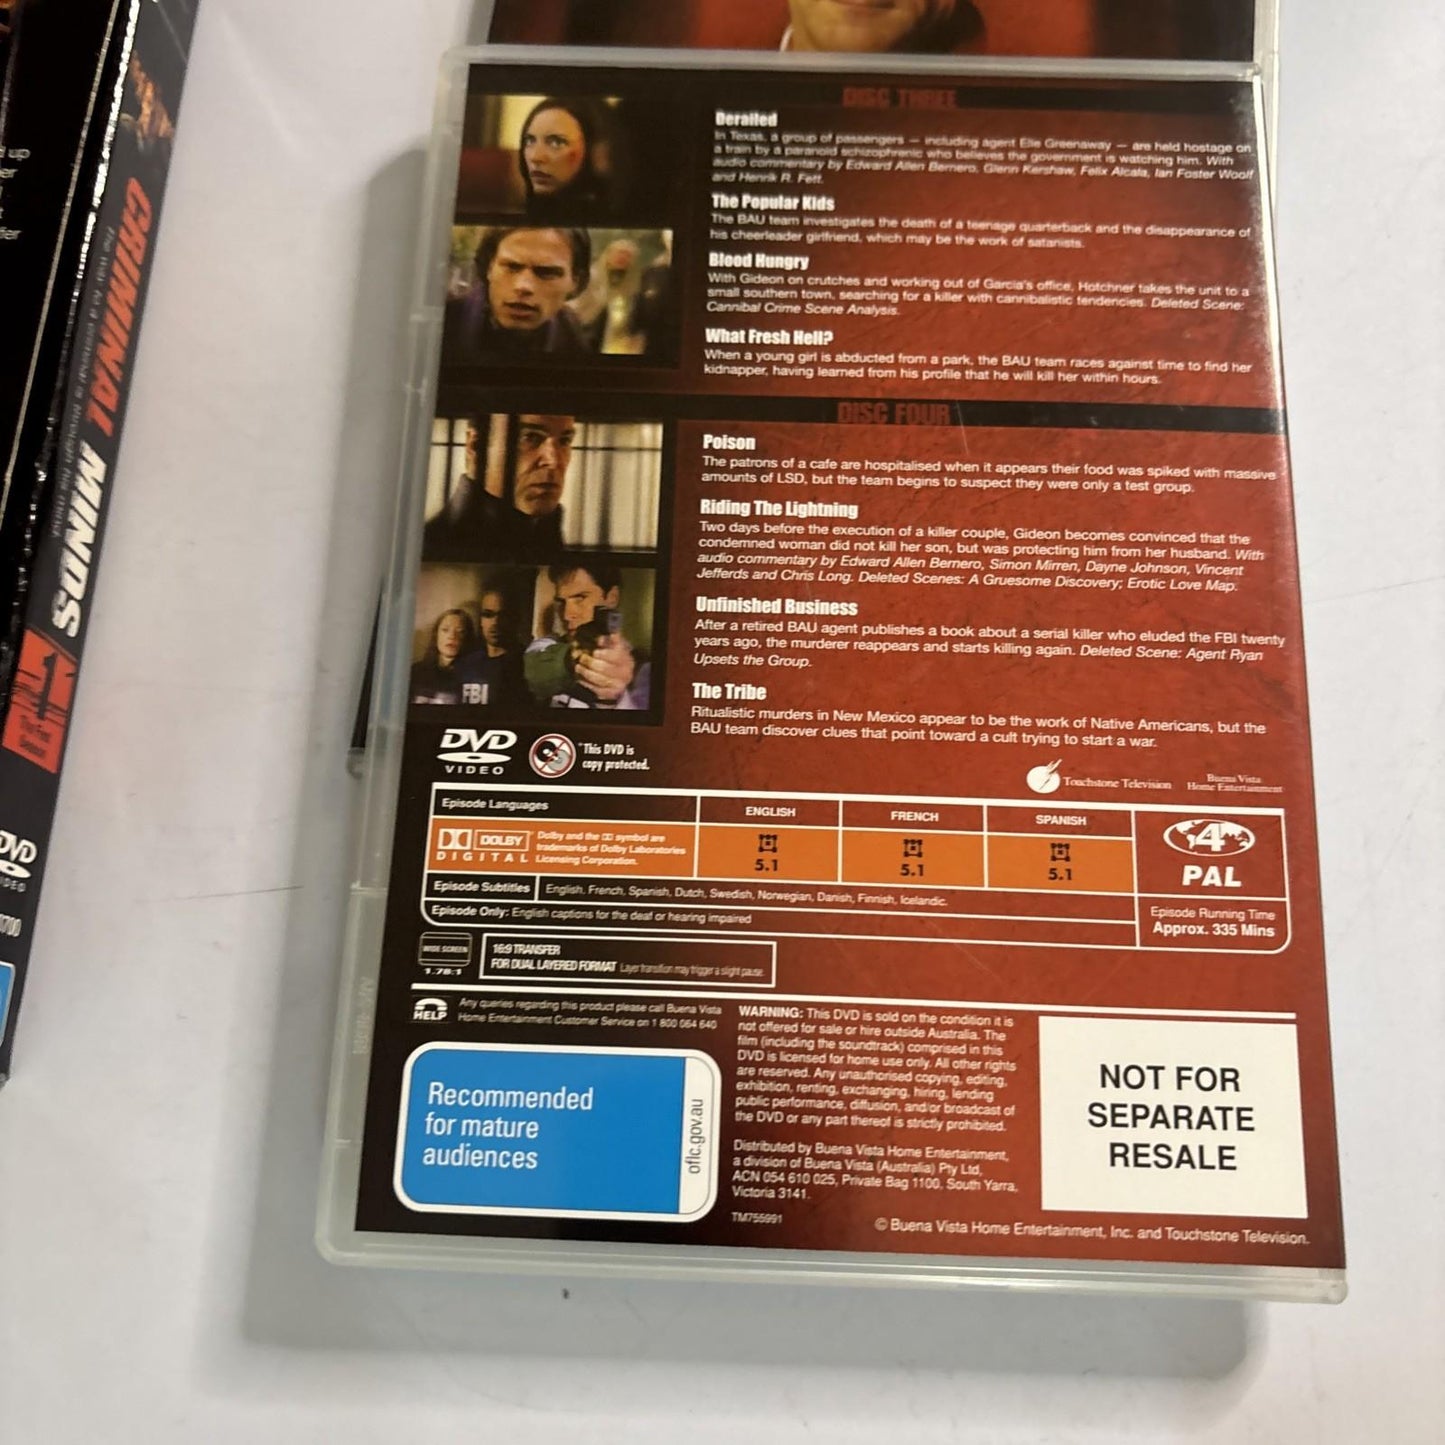 DISC THREE
Derailed
In Texas, a group of passengers – including agent Elle Greenaway – are held hostage on
a train by a paranoid schizophrenic who believes the government is watching him. With
audio commentary by Edward Allen Bernero, Glenn Kershaw, Felix Alcala, Ian Foster Woolf
and Henrik R. Fett.
The Popular Kids
The BAU team investigates the death of a teenage quarterback and the disappearance of
his cheerleader girlfriend, which may be the work of satanists.
Blood Hungry
With Gideon on crutches and working out of Garcia's office, Hotchner takes the unit to a
small southern town, searching for a killer with cannibalistic tendencies. Deleted Scene:
Cannibal Crime Scene Analysis.
What Fresh Hell?
When a young girl is abducted from a park, the BAU team races against time to find her
kidnapper, having learned from his profile that he will kill her within hours.
DISC FOUR
Poison
The patrons of a cafe are hospitalised when it appears their food was spiked with massive
amounts of LSD, but the team begins to suspect they were only a test group.
Riding The Lightning
Two days before the execution of a killer couple, Gideon becomes convinced that the
condemned woman did not kill her son, but was protecting him from her husband. With
audio commentary by Edward Allen Bernero, Simon Mirren, Dayne Johnson, Vincent
Jefferds and Chris Long. Deleted Scenes: A Gruesome Discovery; Erotic Love Map.
Unfinished Business
After a retired BAU agent publishes a book about a serial killer who eluded the FBI twenty
years ago, the murderer reappears and starts killing again. Deleted Scene: Agent Ryan
Upsets the Group.
The Tribe
Ritualistic murders in New Mexico appear to be the work of Native Americans, but the
BAU team discover clues that point toward a cult trying to start a war.
FBI
DVD
VIDEO
"This DVD is
copy protected.
Touchstone Television
Buena Vista
Home Entertainment
Episode Languages
ENGLISH
FRENCH
SPANISH
DOLBY
DIGITAL
Dolby and the DD symbol are
trademarks of Dolby Laboratories
Licensing Corporation.
5.1
5.1
5.1
4
PAL
Episode Subtitles
English, French, Spanish, Dutch, Swedish, Norwegian, Danish, Finnish, Icelandic.
Episode Only: English captions for the deaf or hearing impaired
Episode Running Time
Approx. 335 Mins
WIDE SCREEN
1.78:1
16:9 TRANSFER
FOR DUAL LAYERED FORMAT Layer transition may trigger a slight pause.
HELP
Any queries regarding this product please call Buena Vista
Home Entertainment Customer Service on 1 800 064 640
WARNING: This DVD is sold on the condition it is
not offered for sale or hire outside Australia. The
film (including the soundtrack) comprised in this
DVD is licensed for home use only. All other rights
are reserved. Any unauthorised copying, editing,
exhibition, renting, exchanging, hiring, lending
public performance, diffusion, and/or broadcast of
the DVD or any part thereof is strictly prohibited.
Distributed by Buena Vista Home Entertainment,
a division of Buena Vista (Australia) Pty Ltd,
ACN 054 610 025, Private Bag 1100, South Yarra,
Victoria 3141.
TM755991
Recommended
for mature
audiences
oflc.gov.au
NOT FOR
SEPARATE
RESALE
© Buena Vista Home Entertainment, Inc. and Touchstone Television.
CRIMINAL MINDS
1
DVD
up